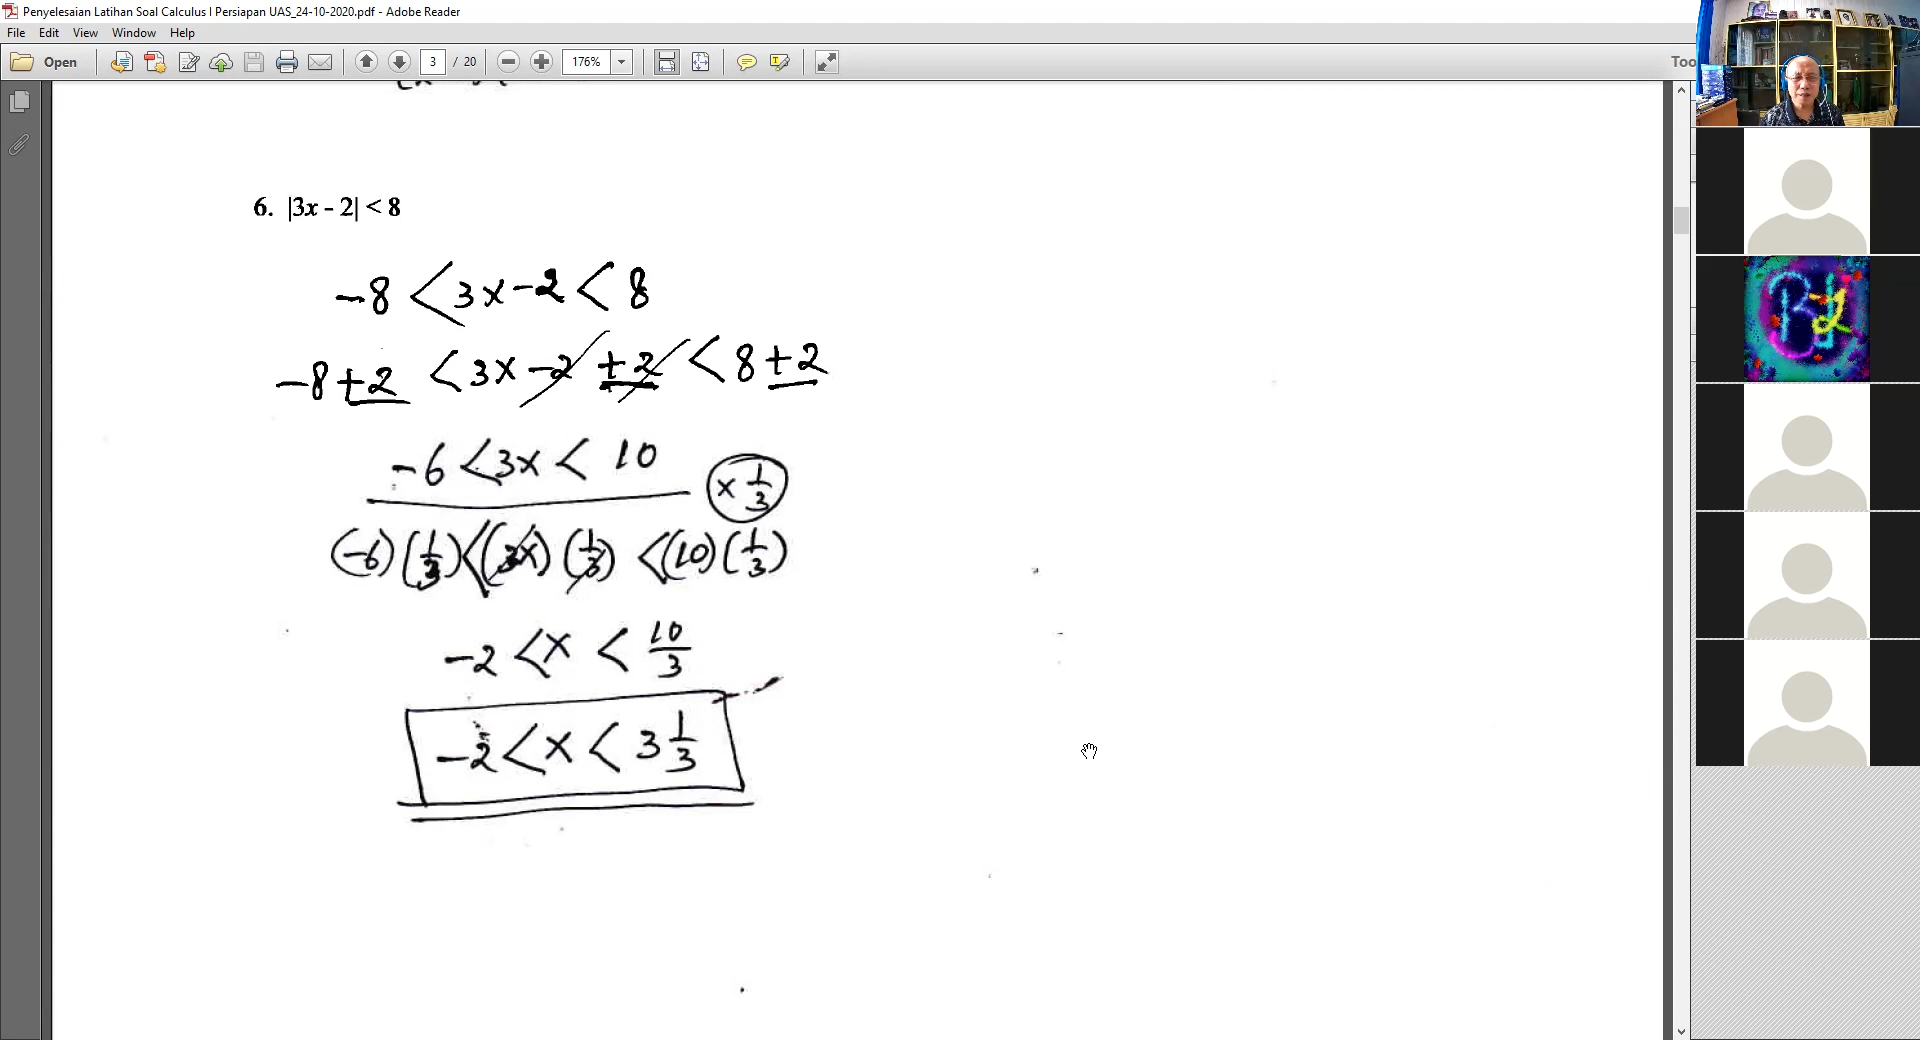 Penyelesaian Latihan Soal Calculus I Persiapan UAS_24-10-2020.pdf - Adobe Reader
File Edit View Window Help
Open 3 / 20 176% Too
6. |3x - 2| < 8
-8 < 3x - 2 < 8
-8 + 2 < 3x - 2 + 2 < 8 + 2
-6 < 3x < 10 × 1/3
(-6)(1/3) < (3x)(1/3) < (10)(1/3)
-2 < x < 10/3
-2 < x < 3 1/3